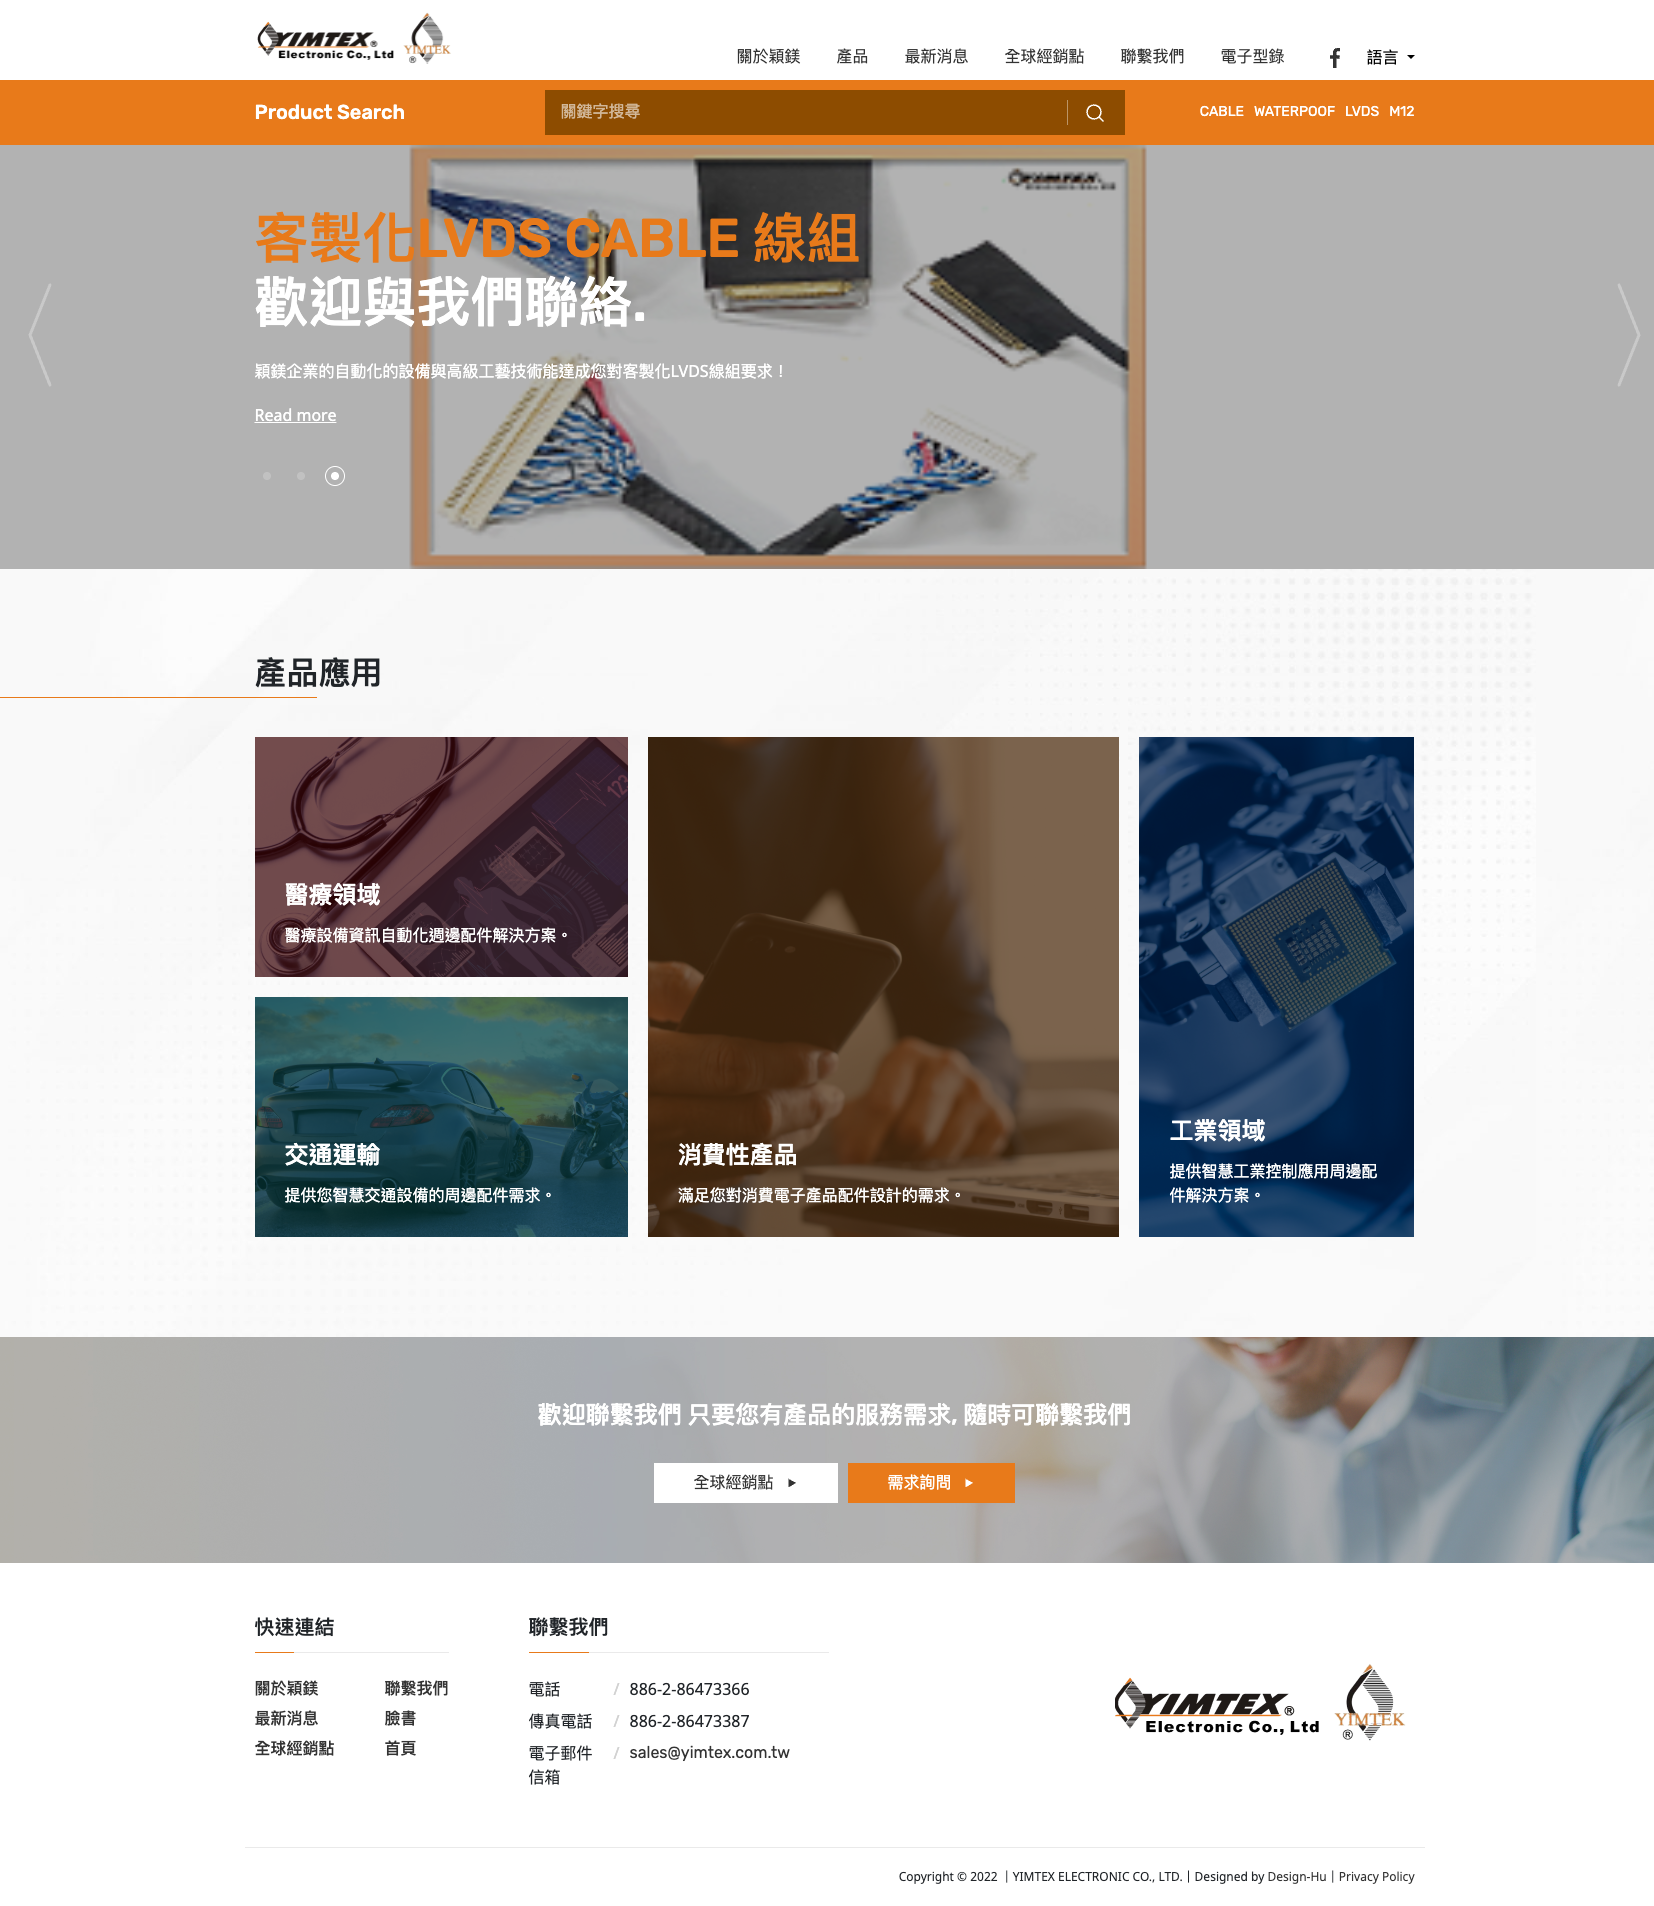 YIMTEX®
Electronic Co., Ltd
YIMTEK
®
關於穎鎂 產品 最新消息 全球經銷點 聯繫我們 電子型錄 語言
Product Search
關鍵字搜尋
CABLE WATERPOOF LVDS M12
YIMTEX
客製化LVDS CABLE 線組
歡迎與我們聯絡.
穎鎂企業的自動化的設備與高級工藝技術能達成您對客製化LVDS線組要求！
Read more
產品應用
醫療領域
醫療設備資訊自動化週邊配件解決方案。
交通運輸
提供您智慧交通設備的周邊配件需求。
消費性產品
滿足您對消費電子產品配件設計的需求。
工業領域
提供智慧工業控制應用周邊配
件解決方案。
歡迎聯繫我們 只要您有產品的服務需求, 隨時可聯繫我們
全球經銷點
需求詢問
快速連結
關於穎鎂 聯繫我們
最新消息 臉書
全球經銷點 首頁
聯繫我們
電話 / 886-2-86473366
傳真電話 / 886-2-86473387
電子郵件 / sales@yimtex.com.tw
信箱
YIMTEX®
Electronic Co., Ltd
YIMTEK
®
Copyright © 2022 | YIMTEX ELECTRONIC CO., LTD. | Designed by Design-Hu | Privacy Policy